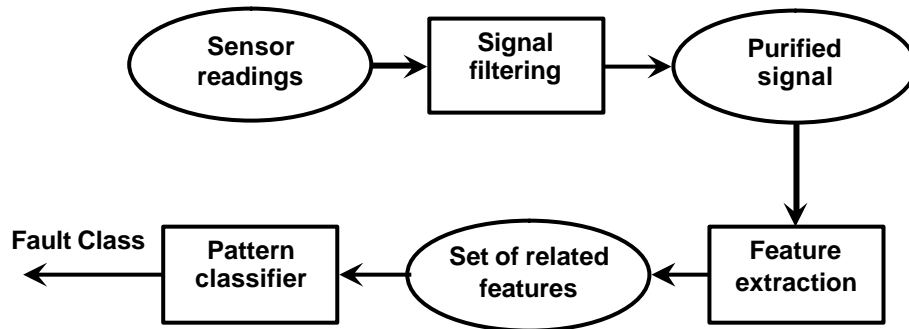 Sensor
readings
Signal
filtering
Purified
signal
Feature
extraction
Set of related
features
Pattern
classifier
Fault Class